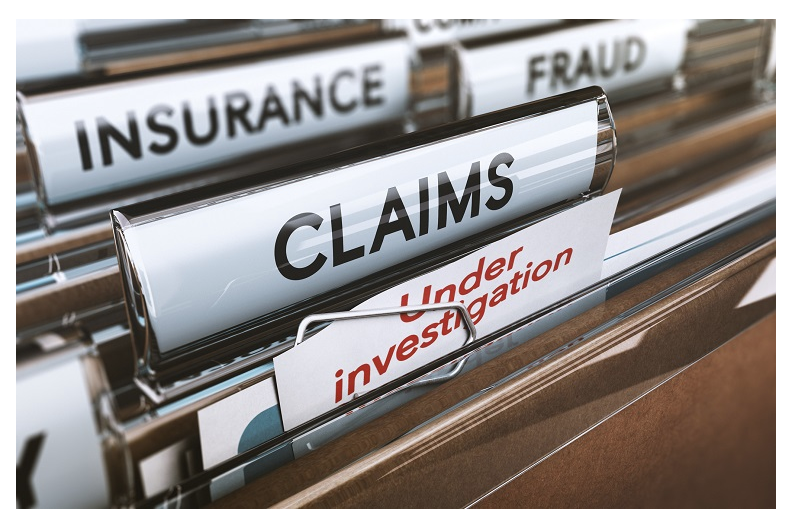 INSURANCE
FRAUD
CLAIMS
Under
investigation